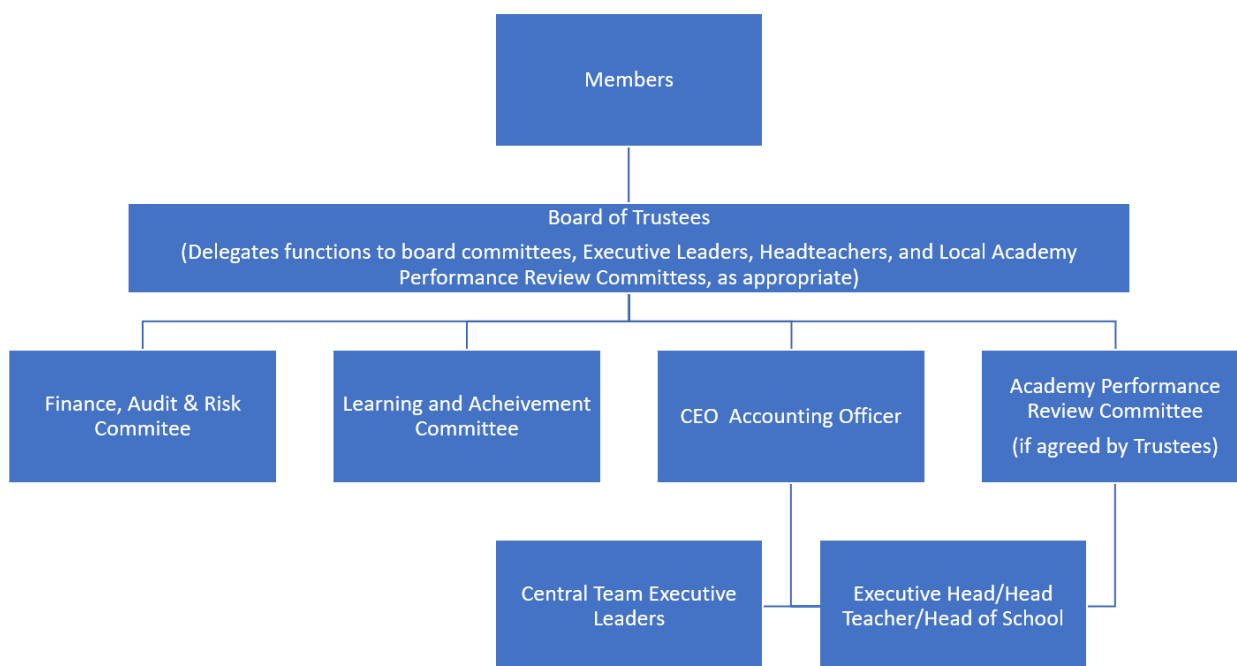 Members
Board of Trustees
(Delegates functions to board committees, Executive Leaders, Headteachers, and Local Academy
Performance Review Committess, as appropriate)
Finance, Audit & Risk
Commitee
Learning and Acheivement
Committee
CEO  Accounting Officer
Academy Performance
Review Committee
(if agreed by Trustees)
Central Team Executive
Leaders
Executive Head/Head
Teacher/Head of School